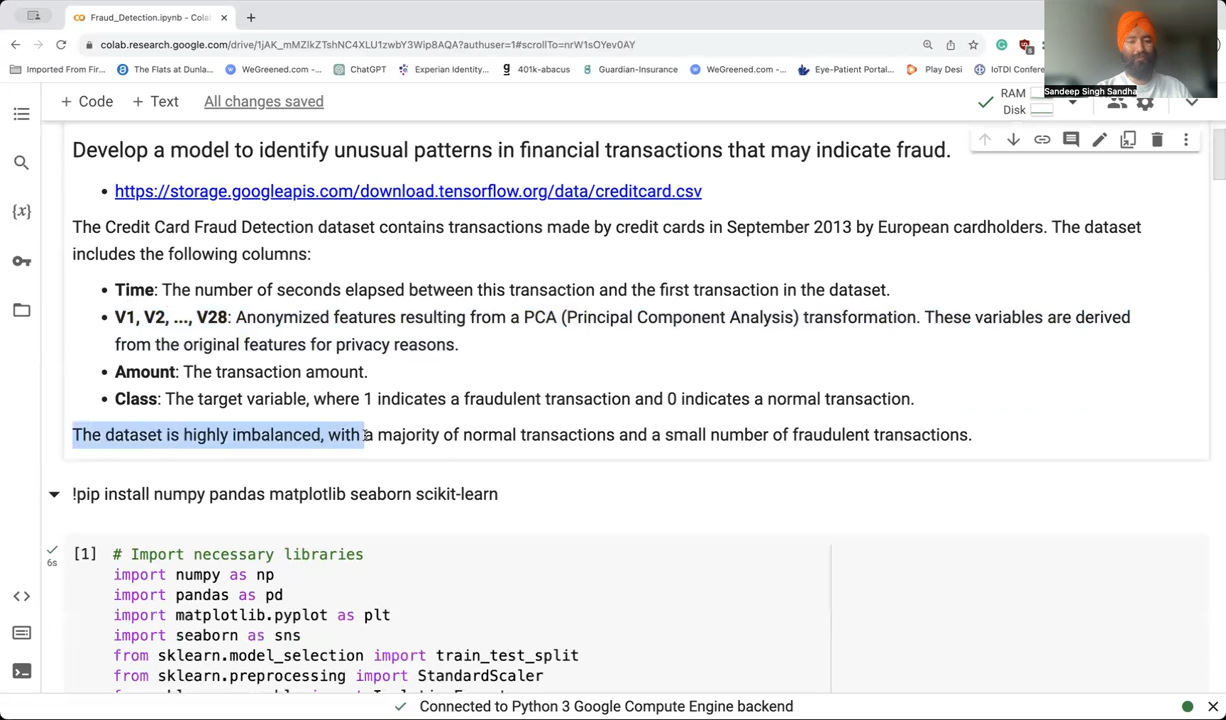 Fraud_Detection.ipynb - Colab
colab.research.google.com/drive/1jAK_mMZlkZTshNC4XLU1zwbY3Wip8AQA?authuser=1#scrollTo=nrW1sOYev0AY
Imported From Fir... The Flats at Dunla... WeGreened.com -... ChatGPT Experian Identity... 401k-abacus Guardian-Insurance WeGreened.com -... Eye-Patient Portal... Play Desi IoTDI Confere
Sandeep Singh Sandha
+ Code + Text All changes saved RAM
Disk
Develop a model to identify unusual patterns in financial transactions that may indicate fraud.
• https://storage.googleapis.com/download.tensorflow.org/data/creditcard.csv
The Credit Card Fraud Detection dataset contains transactions made by credit cards in September 2013 by European cardholders. The dataset
includes the following columns:
• Time: The number of seconds elapsed between this transaction and the first transaction in the dataset.
• V1, V2, ..., V28: Anonymized features resulting from a PCA (Principal Component Analysis) transformation. These variables are derived
from the original features for privacy reasons.
• Amount: The transaction amount.
• Class: The target variable, where 1 indicates a fraudulent transaction and 0 indicates a normal transaction.
The dataset is highly imbalanced, with a majority of normal transactions and a small number of fraudulent transactions.
!pip install numpy pandas matplotlib seaborn scikit-learn
[1] # Import necessary libraries
6s
import numpy as np
import pandas as pd
import matplotlib.pyplot as plt
import seaborn as sns
from sklearn.model_selection import train_test_split
from sklearn.preprocessing import StandardScaler
Connected to Python 3 Google Compute Engine backend